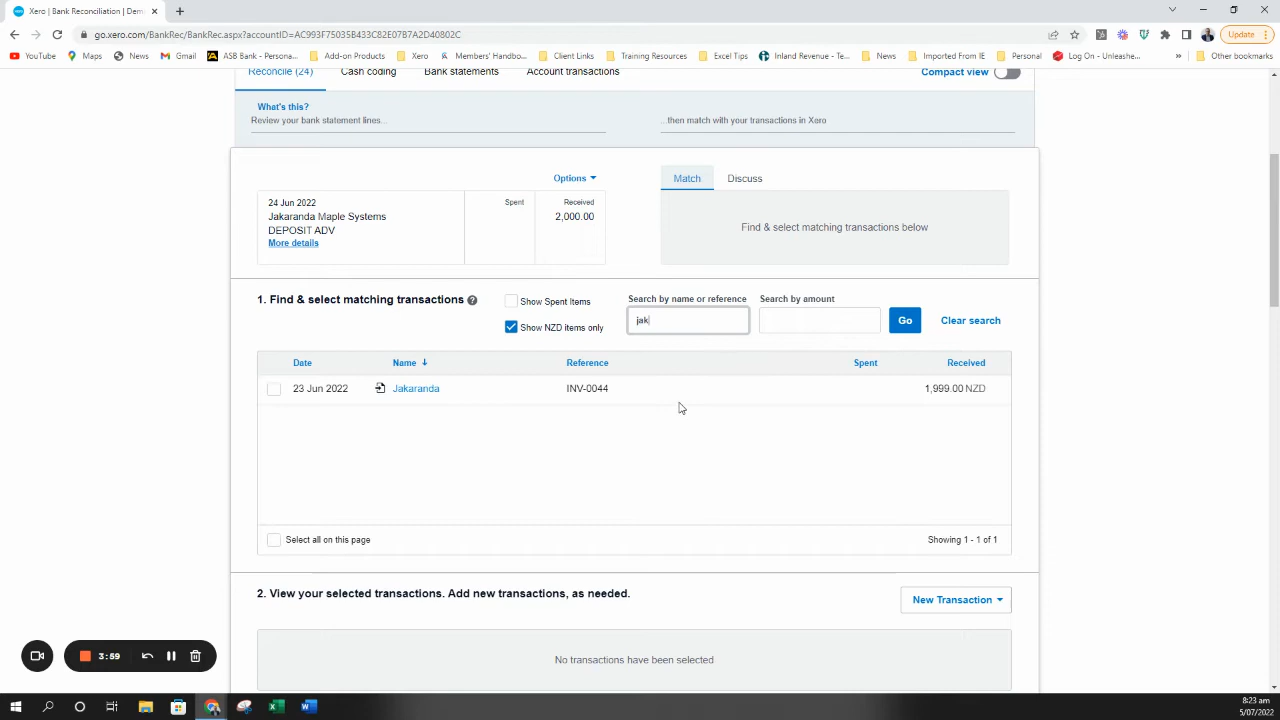 Xero | Bank Reconciliation | Dem
Update
go.xero.com/BankRec/BankRec.aspx?accountID=AC993F75035B433C82E07B7A2D40802C
YouTube Maps News Gmail ASB Bank - Transact... Add-on Products Xero Members' Handbo... Client Links Training Resources Excel Tips Inland Revenue - Te... News Imported From IE Personal Log On - Unleashe... » Other bookmarks
Reconcile (24) Cash coding Bank statements Account transactions Compact view
What's this?
Review your bank statement lines... ...then match with your transactions in Xero
Options Match Discuss
24 Jun 2022 Spent Received
Jakaranda Maple Systems 2,000.00
DEPOSIT ADV
More details
Find & select matching transactions below
1. Find & select matching transactions ?
Show Spent Items
Show NZD items only
Search by name or reference Search by amount
jak Go Clear search
Date Name ↓ Reference Spent Received
23 Jun 2022 Jakaranda INV-0044 1,999.00 NZD
Select all on this page Showing 1 - 1 of 1
2. View your selected transactions. Add new transactions, as needed. New Transaction
No transactions have been selected
3:59
8:23 am
5/07/2022